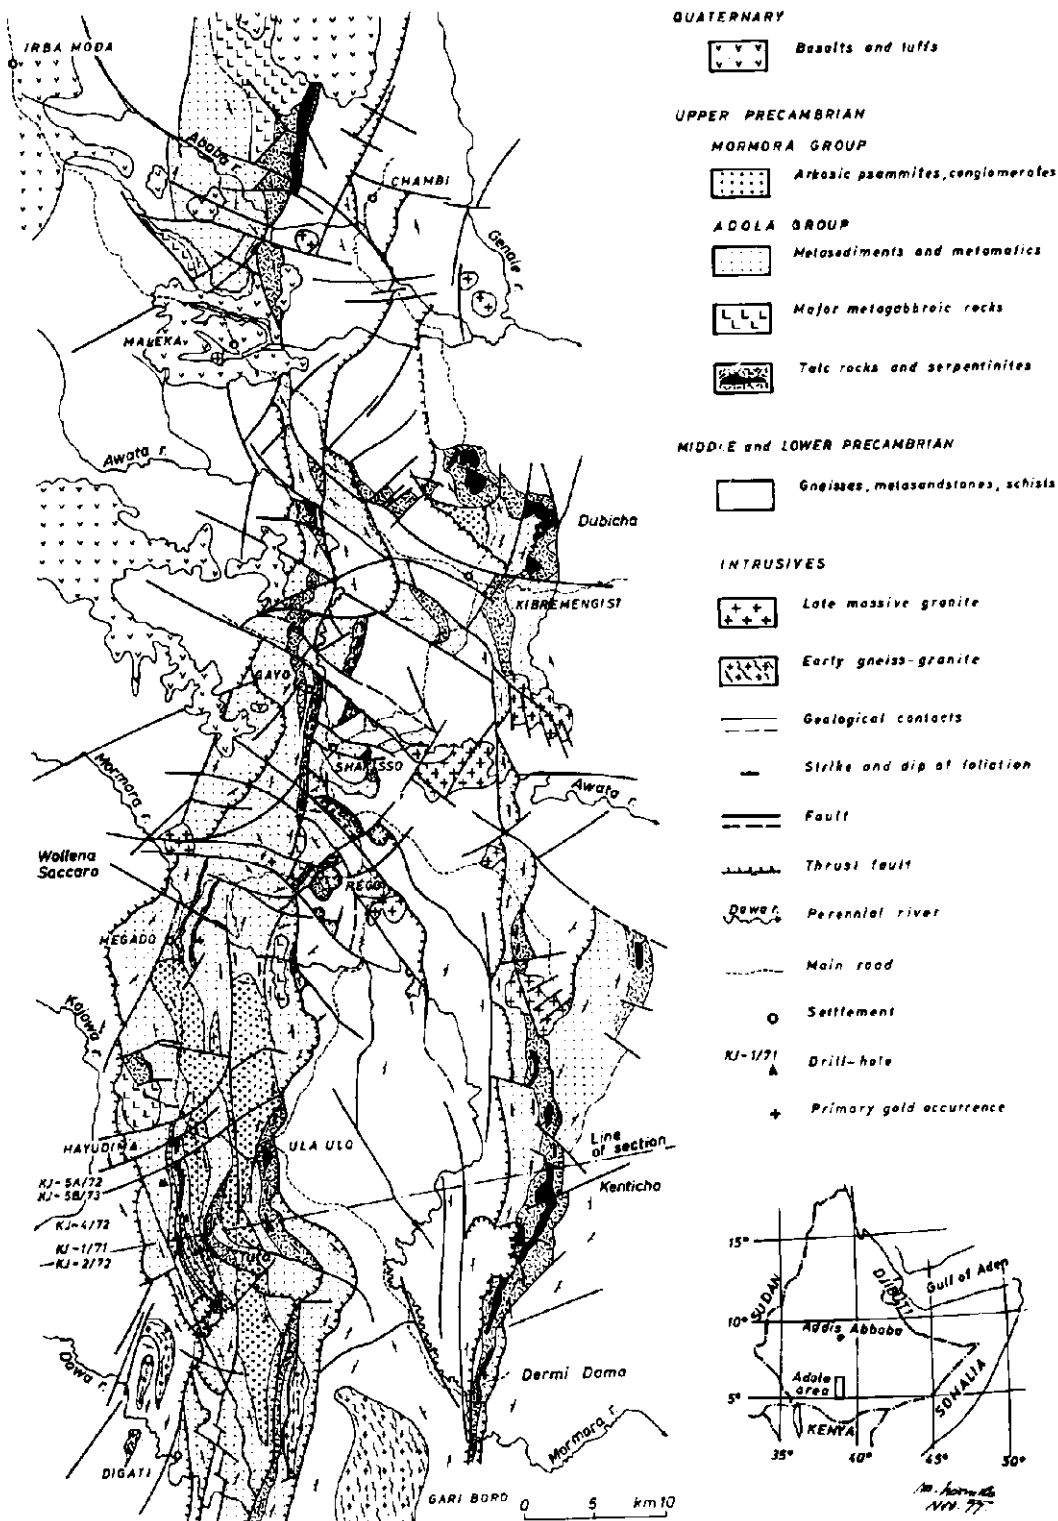 IRBA MODA
Ababa r.
CHAMBI
Genale r.
MALEKA
Awata r.
Dubicha
KIBREMENGIST
GAYO
SHAKISSO
Mormora r.
Awata r.
Wollena
Saccaro
REGGI
MEGADO
Kajawa r.
HAYUDIMA
ULA ULO
Line
of section
Kenticha
KJ-5A/72
KJ-5B/73
KJ-4/72
KJ-1/71
KJ-2/72
Tula
Dawa r.
Dermi Dama
Mormora r.
DIGATI
GARI BORO
0 5 km 10
QUATERNARY
Basalts and tuffs
UPPER PRECAMBRIAN
MORMORA GROUP
Arkosic psammites, conglomerates
ADOLA GROUP
Metasediments and metamafics
Major metagabbroic rocks
Talc rocks and serpentinites
MIDDLE and LOWER PRECAMBRIAN
Gneisses, metasandstones, schists
INTRUSIVES
Late massive granite
Early gneiss-granite
Geological contacts
Strike and dip of foliation
Fault
Thrust fault
Dawa r.
Perennial river
Main road
Settlement
KJ-1/71
Drill-hole
Primary gold occurrence
15°
10°
5°
SUDAN
DJIBUTI
Gulf of Aden
Addis Abbaba
Adola
area
SOMALIA
KENYA
35° 40° 45° 50°